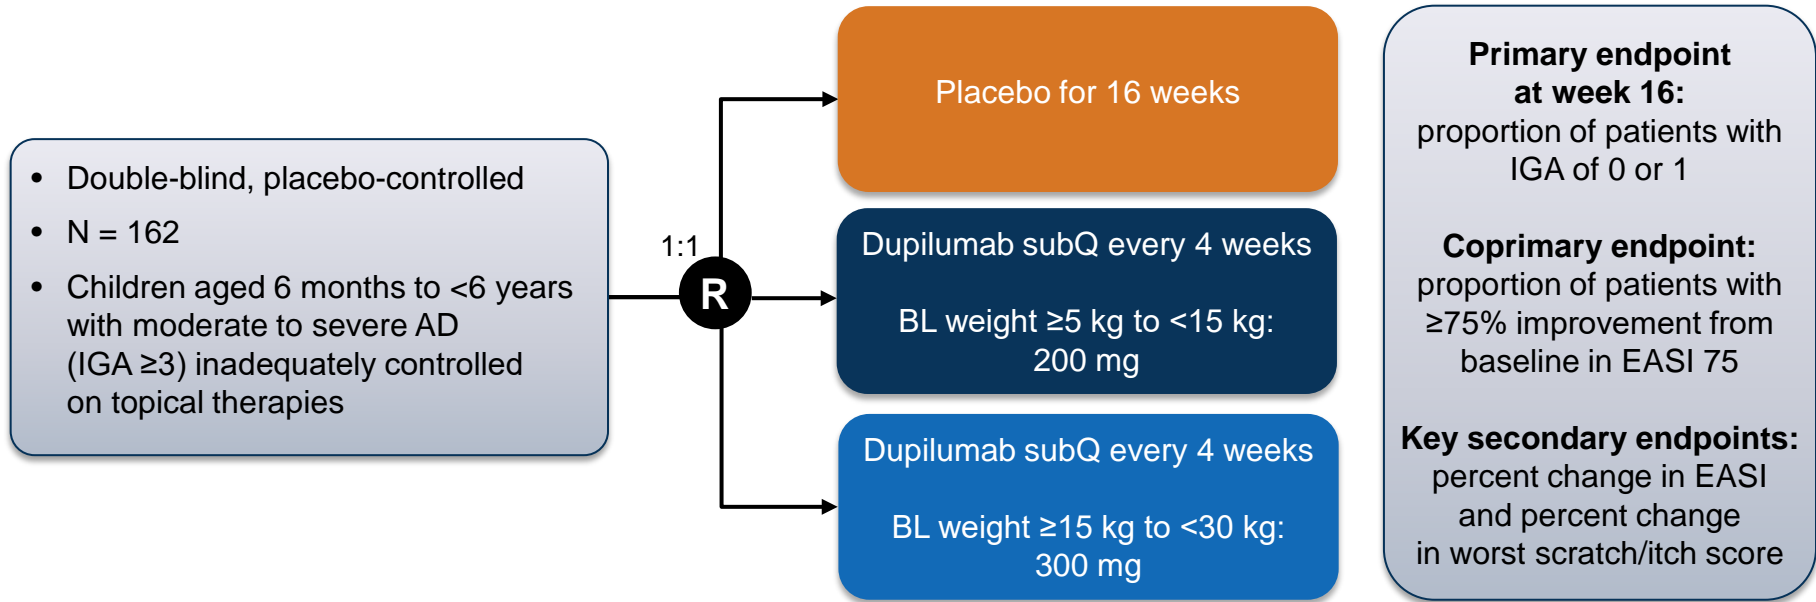 • Double-blind, placebo-controlled
• N = 162
• Children aged 6 months to <6 years
with moderate to severe AD
(IGA ≥3) inadequately controlled
on topical therapies
1:1
R
Placebo for 16 weeks
Dupilumab subQ every 4 weeks
BL weight ≥5 kg to <15 kg:
200 mg
Dupilumab subQ every 4 weeks
BL weight ≥15 kg to <30 kg:
300 mg
Primary endpoint
at week 16:
proportion of patients with
IGA of 0 or 1
Coprimary endpoint:
proportion of patients with
≥75% improvement from
baseline in EASI 75
Key secondary endpoints:
percent change in EASI
and percent change
in worst scratch/itch score